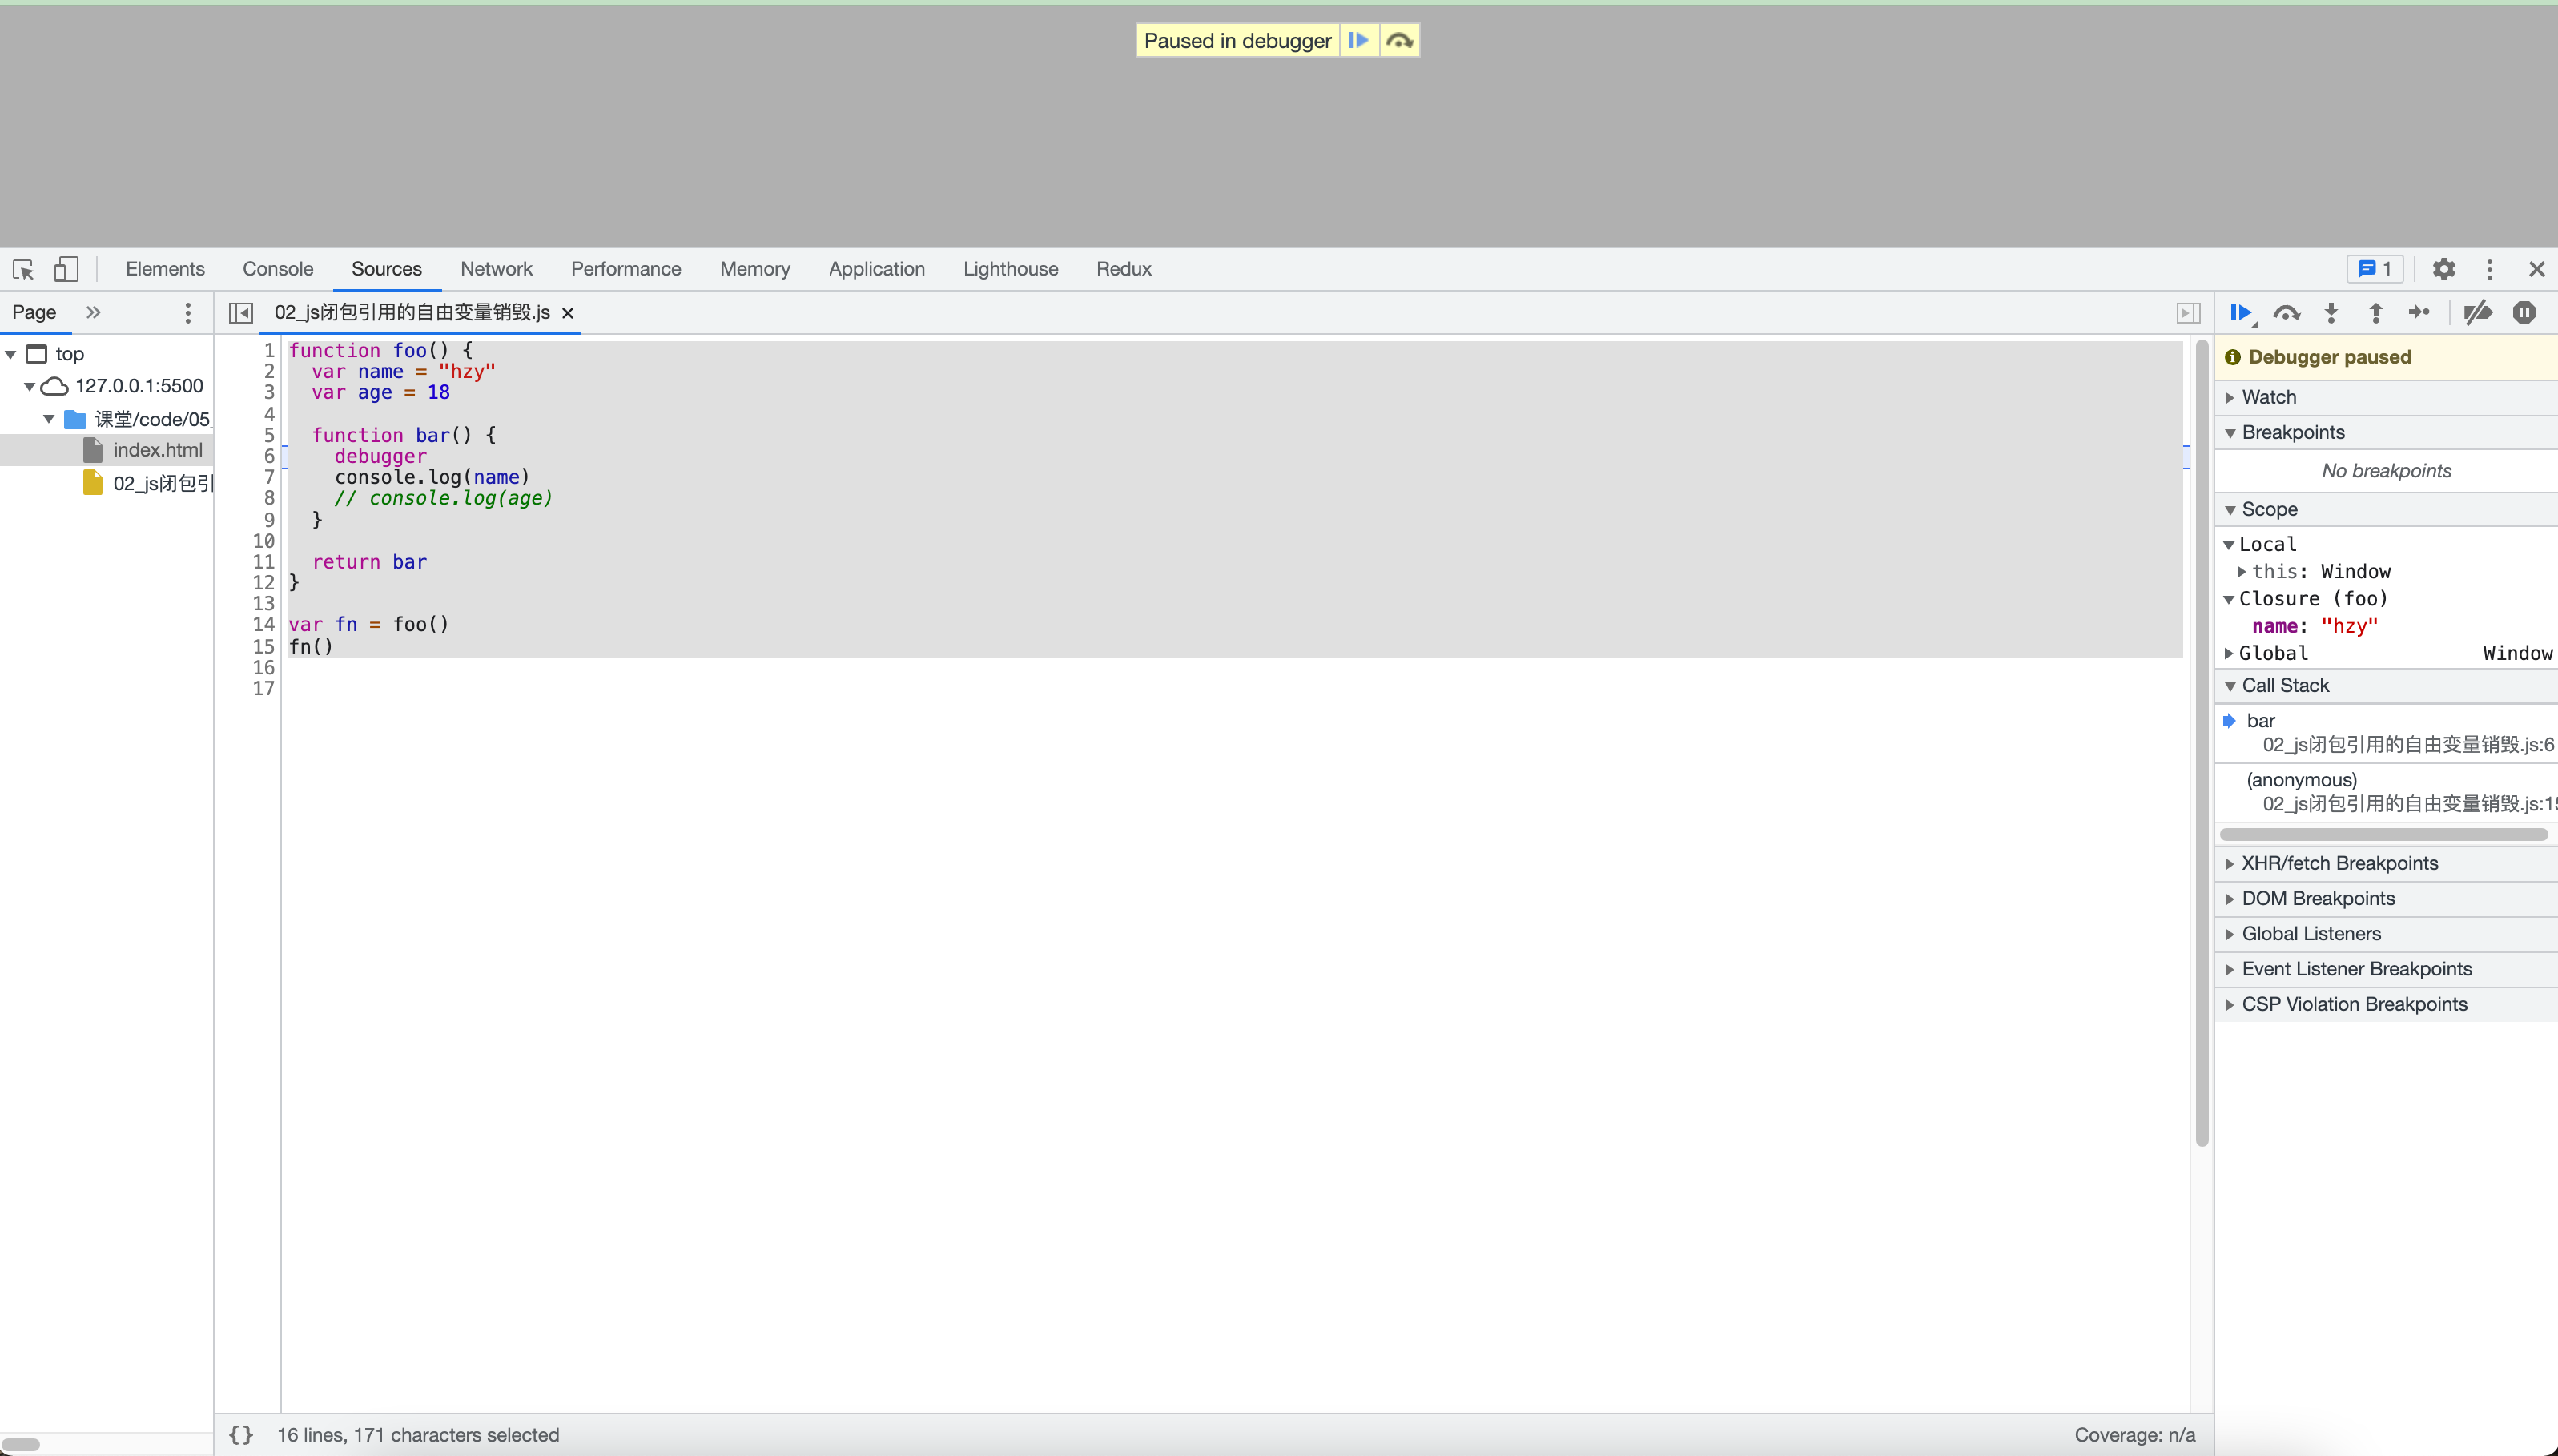 Paused in debugger
Elements Console Sources Network Performance Memory Application Lighthouse Redux 1
Page
02_js闭包引用的自由变量销毁.js
top
127.0.0.1:5500
课堂/code/05_
index.html
02_js闭包引
1 function foo() {
2   var name = "hzy"
3   var age = 18
4
5   function bar() {
6     debugger
7     console.log(name)
8     // console.log(age)
9   }
10
11   return bar
12 }
13
14 var fn = foo()
15 fn()
16
17
{} 16 lines, 171 characters selected
Coverage: n/a
Debugger paused
Watch
Breakpoints
No breakpoints
Scope
Local
this: Window
Closure (foo)
name: "hzy"
Global Window
Call Stack
bar
02_js闭包引用的自由变量销毁.js:6
(anonymous)
02_js闭包引用的自由变量销毁.js:15
XHR/fetch Breakpoints
DOM Breakpoints
Global Listeners
Event Listener Breakpoints
CSP Violation Breakpoints